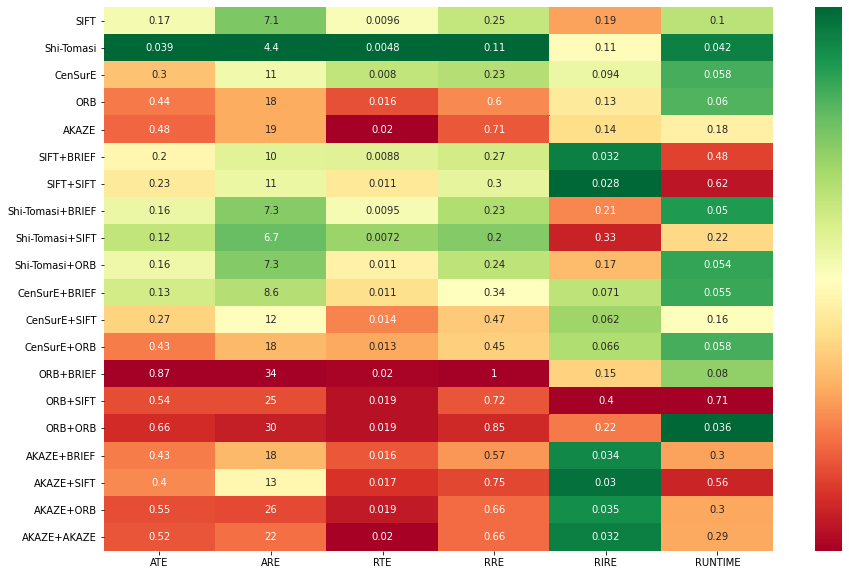 SIFT 0.17 7.1 0.0096 0.25 0.19 0.1
Shi-Tomasi 0.039 4.4 0.0048 0.11 0.11 0.042
CenSurE 0.3 11 0.008 0.23 0.094 0.058
ORB 0.44 18 0.016 0.6 0.13 0.06
AKAZE 0.48 19 0.02 0.71 0.14 0.18
SIFT+BRIEF 0.2 10 0.0088 0.27 0.032 0.48
SIFT+SIFT 0.23 11 0.011 0.3 0.028 0.62
Shi-Tomasi+BRIEF 0.16 7.3 0.0095 0.23 0.21 0.05
Shi-Tomasi+SIFT 0.12 6.7 0.0072 0.2 0.33 0.22
Shi-Tomasi+ORB 0.16 7.3 0.011 0.24 0.17 0.054
CenSurE+BRIEF 0.13 8.6 0.011 0.34 0.071 0.055
CenSurE+SIFT 0.27 12 0.014 0.47 0.062 0.16
CenSurE+ORB 0.43 18 0.013 0.45 0.066 0.058
ORB+BRIEF 0.87 34 0.02 1 0.15 0.08
ORB+SIFT 0.54 25 0.019 0.72 0.4 0.71
ORB+ORB 0.66 30 0.019 0.85 0.22 0.036
AKAZE+BRIEF 0.43 18 0.016 0.57 0.034 0.3
AKAZE+SIFT 0.4 13 0.017 0.75 0.03 0.56
AKAZE+ORB 0.55 26 0.019 0.66 0.035 0.3
AKAZE+AKAZE 0.52 22 0.02 0.66 0.032 0.29
ATE ARE RTE RRE RIRE RUNTIME